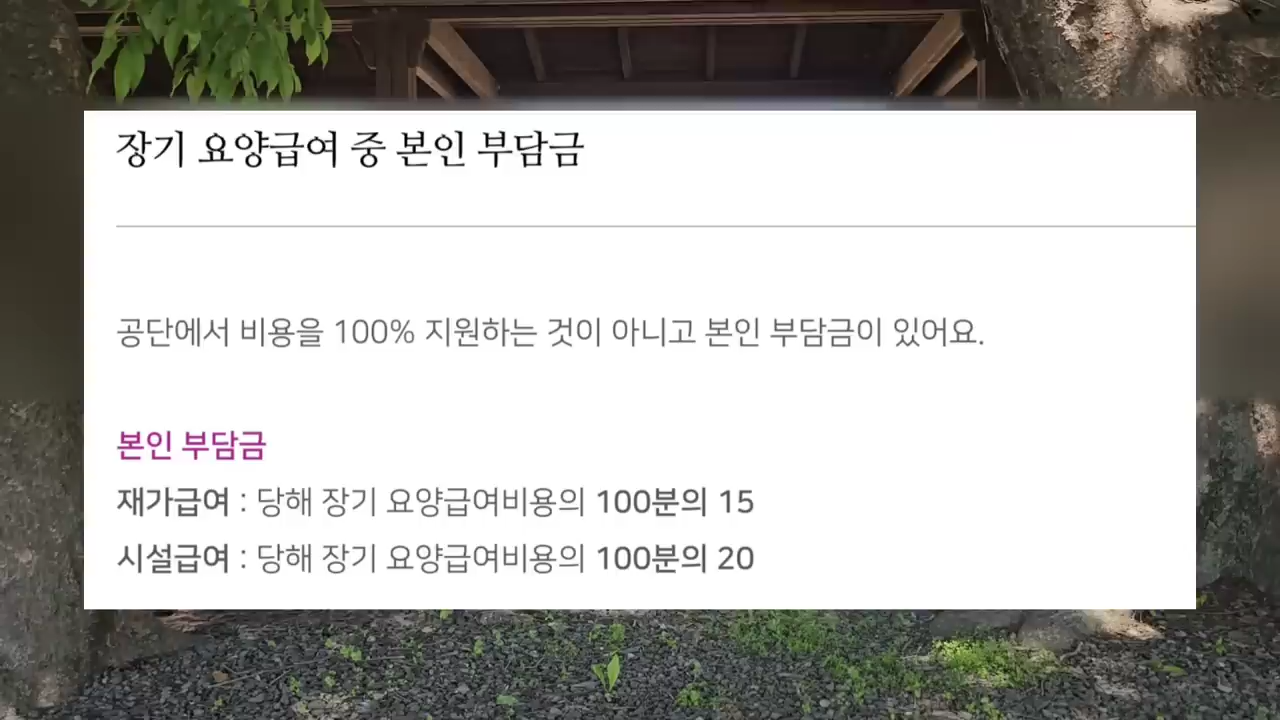 장기 요양급여 중 본인 부담금
공단에서 비용을 100% 지원하는 것이 아니고 본인 부담금이 있어요.
본인 부담금
재가급여 : 당해 장기 요양급여비용의 100분의 15
시설급여 : 당해 장기 요양급여비용의 100분의 20